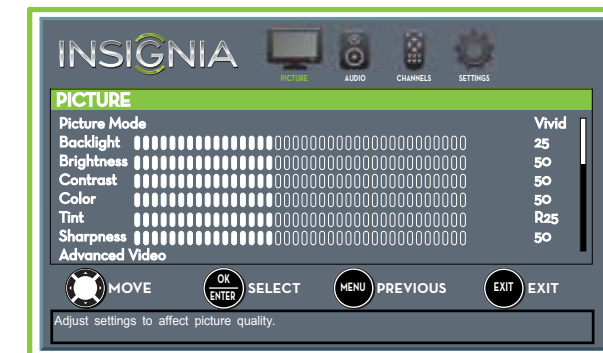 INSIGNIA
PICTURE AUDIO CHANNELS SETTINGS
PICTURE
Picture Mode Vivid
Backlight 25
Brightness 50
Contrast 50
Color 50
Tint R25
Sharpness 50
Advanced Video
MOVE OK ENTER SELECT MENU PREVIOUS EXIT EXIT
Adjust settings to affect picture quality.